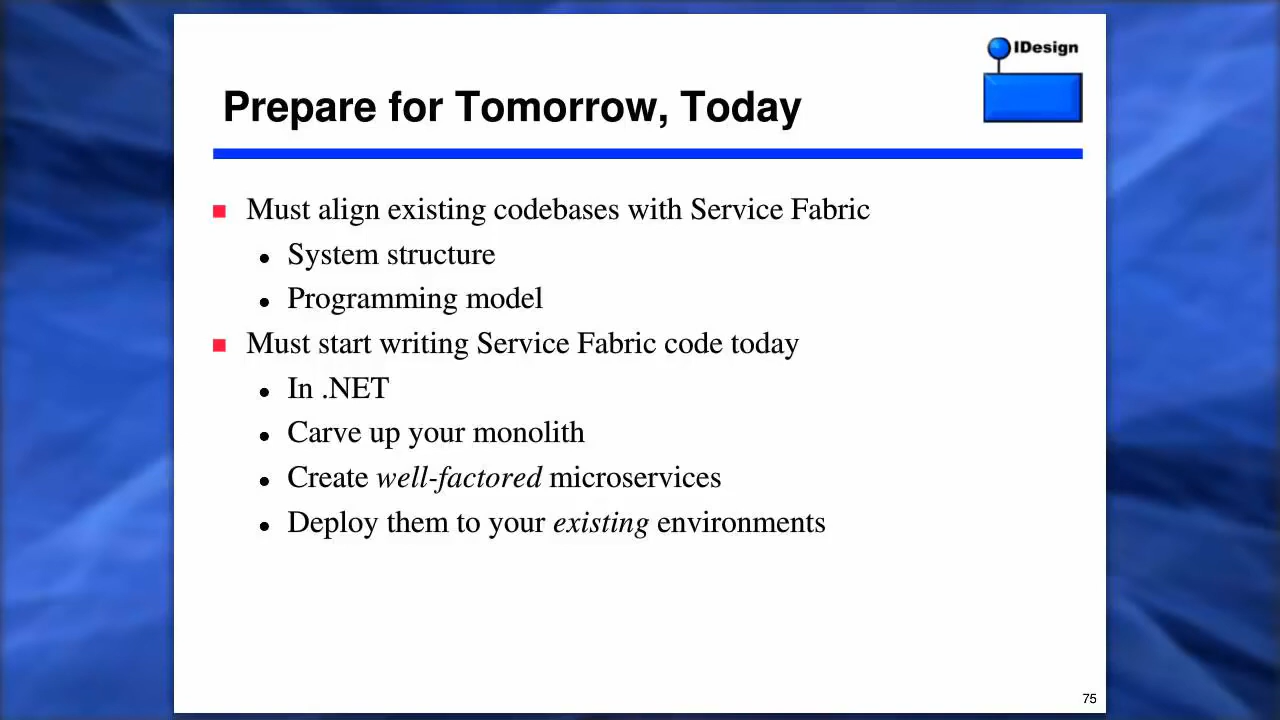 IDesign
Prepare for Tomorrow, Today
Must align existing codebases with Service Fabric
System structure
Programming model
Must start writing Service Fabric code today
In .NET
Carve up your monolith
Create well-factored microservices
Deploy them to your existing environments
75